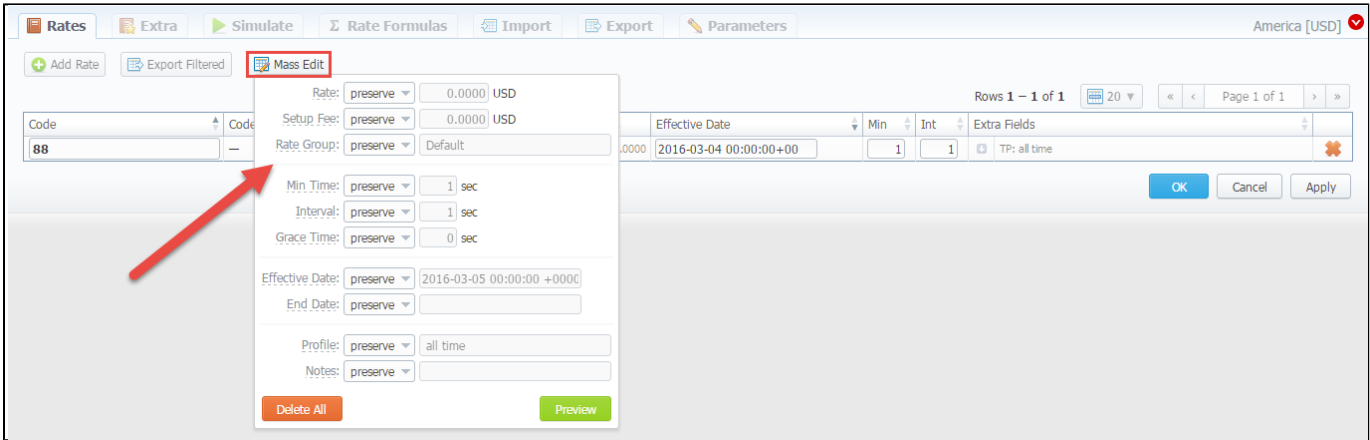 Rates Extra Simulate Σ Rate Formulas Import Export Parameters America [USD]
Add Rate Export Filtered Mass Edit
Rate: preserve 0.0000 USD
Rows 1 – 1 of 1 20 « < Page 1 of 1 > »
Setup Fee: preserve 0.0000 USD
Code Code Effective Date Min Int Extra Fields
Rate Group: preserve Default
88 — .0000 2016-03-04 00:00:00+00 1 1 TP: all time
Min Time: preserve 1 sec
OK Cancel Apply
Interval: preserve 1 sec
Grace Time: preserve 0 sec
Effective Date: preserve 2016-03-05 00:00:00 +0000
End Date: preserve
Profile: preserve all time
Notes: preserve
Delete All Preview